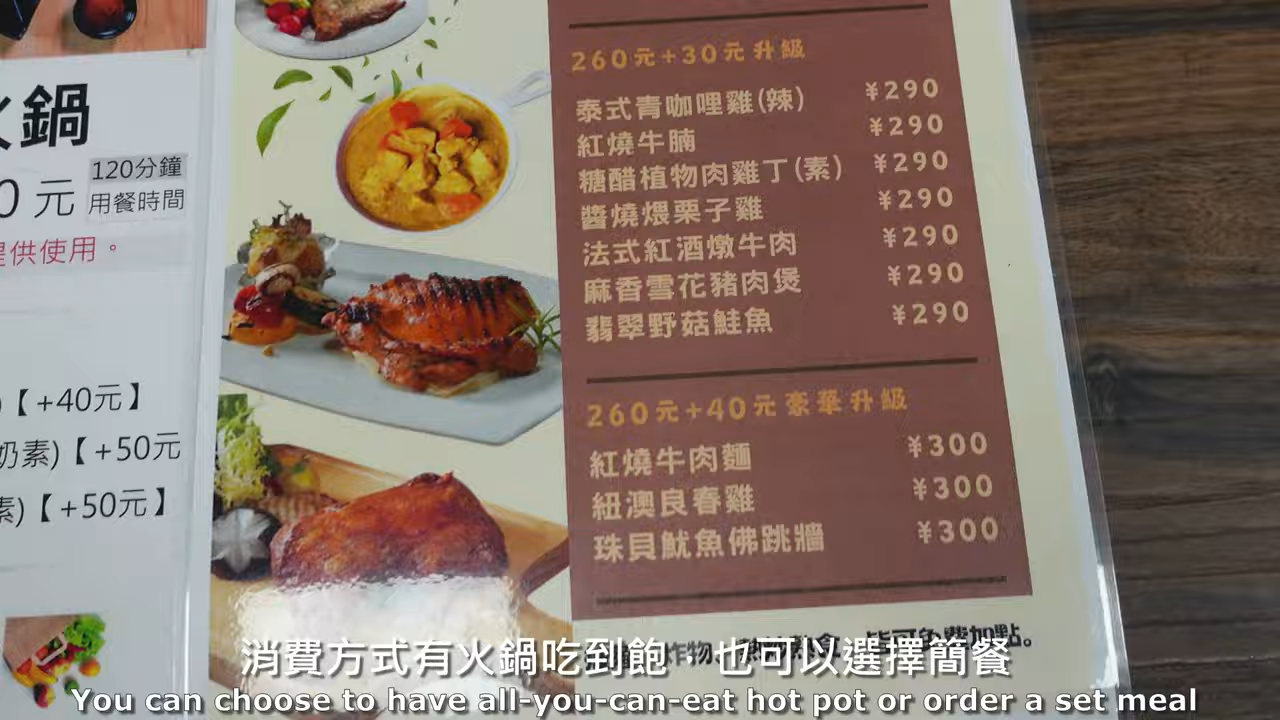 火鍋
0 元
120分鐘
用餐時間
提供使用。
)【+40元】
奶素)【+50元
素)【+50元】
260元+30元升級
泰式青咖哩雞(辣) ¥290
紅燒牛腩 ¥290
糖醋植物肉雞丁(素) ¥290
醬燒煨栗子雞 ¥290
法式紅酒燉牛肉 ¥290
麻香雪花豬肉煲 ¥290
翡翠野菇鮭魚 ¥290
260元+40元豪華升級
紅燒牛肉麵 ¥300
紐澳良春雞 ¥300
珠貝魷魚佛跳牆 ¥300
炸物、
皆可免費加點。
消費方式有火鍋吃到飽，也可以選擇簡餐
You can choose to have all-you-can-eat hot pot or order a set meal